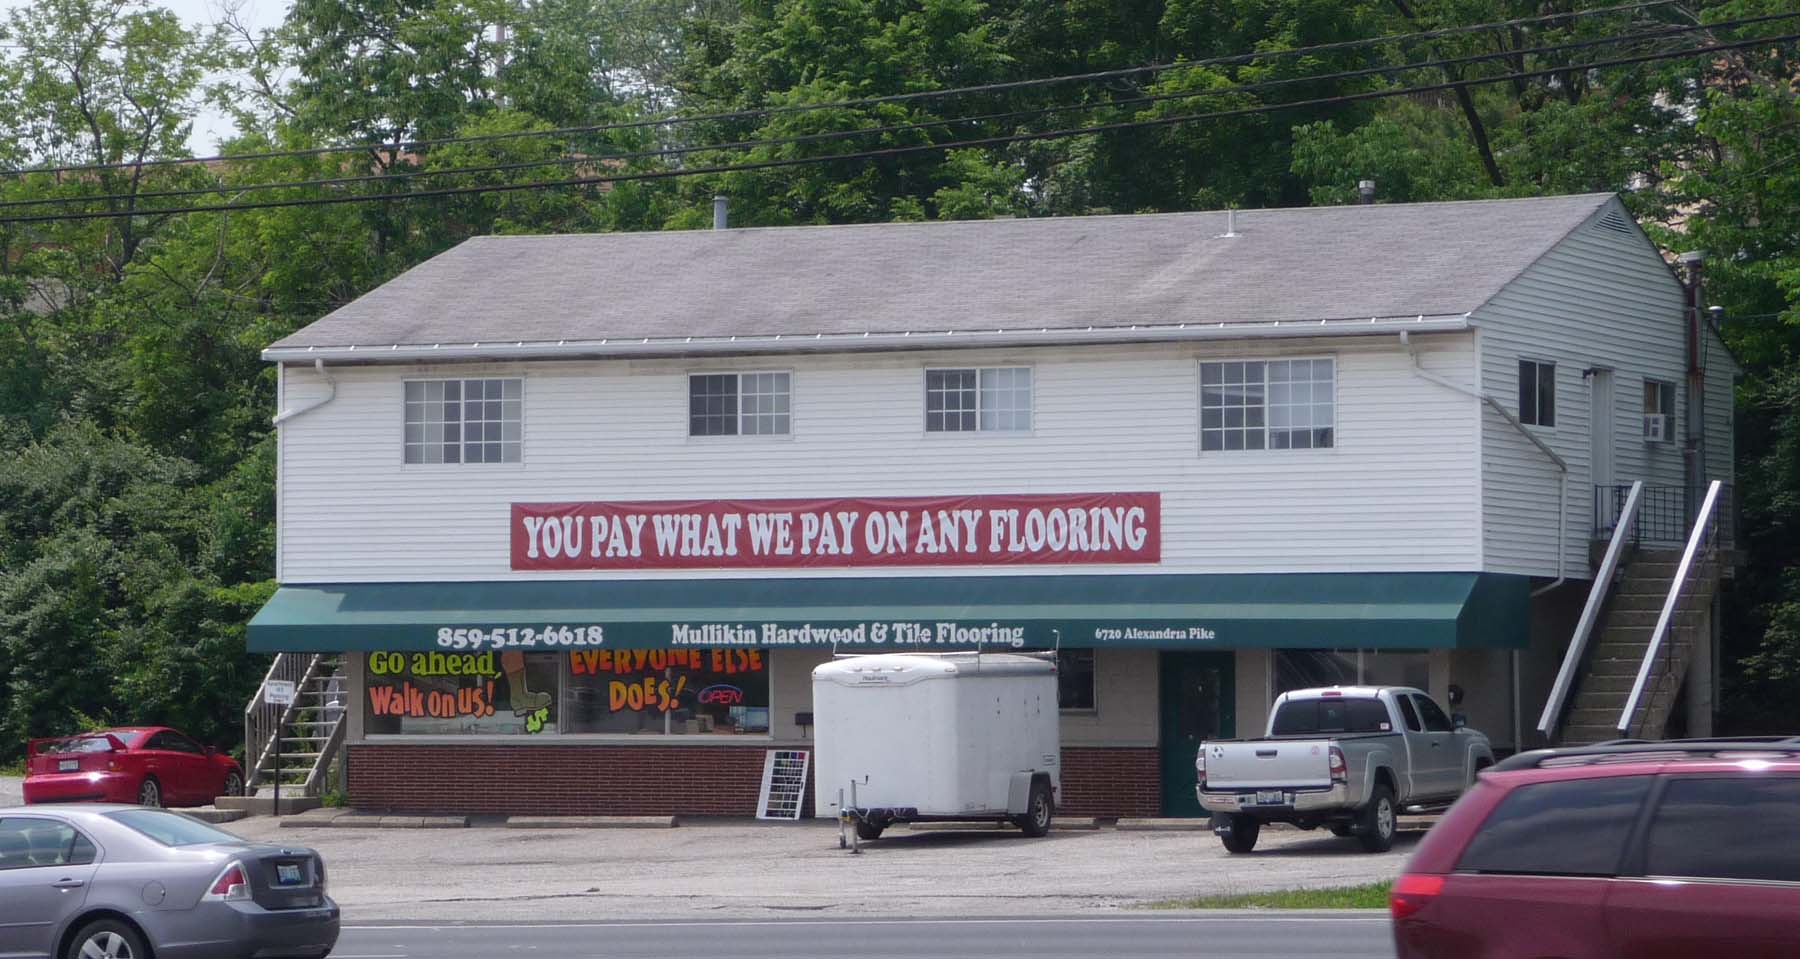 YOU PAY WHAT WE PAY ON ANY FLOORING
859-512-6618 Mullikin Hardwood & Tile Flooring 6720 Alexandria Pike
Go ahead,
Walk on us!
EVERYONE ELSE
DOES!
OPEN